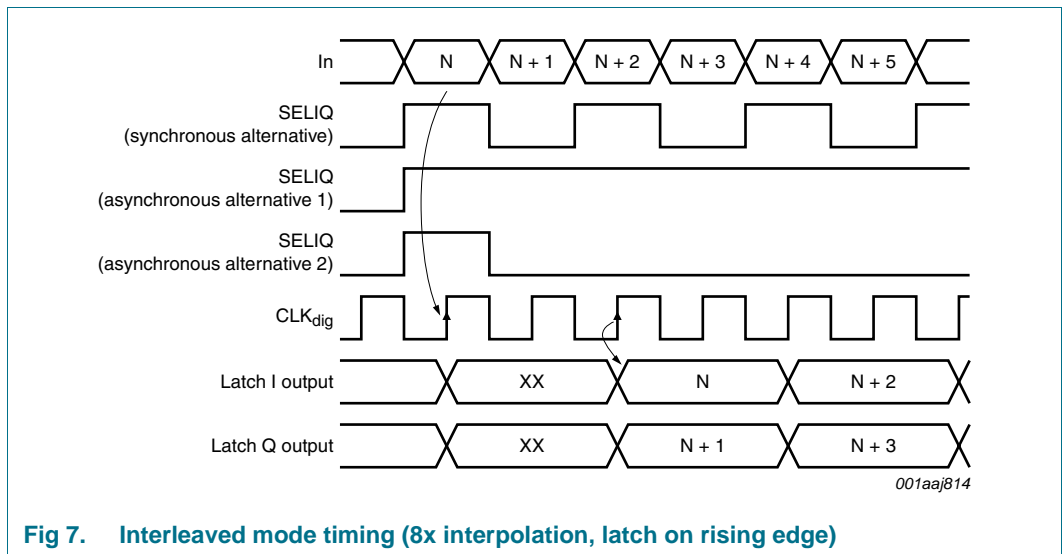 In
N
N + 1
N + 2
N + 3
N + 4
N + 5
SELIQ
(synchronous alternative)
SELIQ
(asynchronous alternative 1)
SELIQ
(asynchronous alternative 2)
CLKdig
Latch I output
XX
N
N + 2
Latch Q output
XX
N + 1
N + 3
001aaj814
Fig 7. Interleaved mode timing (8x interpolation, latch on rising edge)